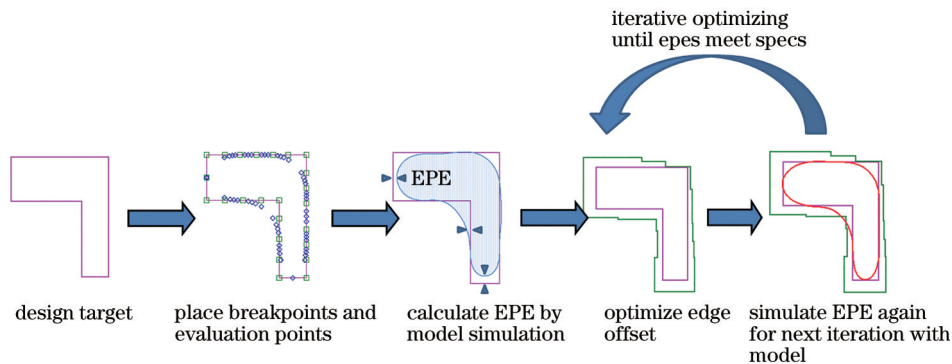 iterative optimizing
until epes meet specs
EPE
design target
place breakpoints and
evaluation points
calculate EPE by
model simulation
optimize edge
offset
simulate EPE again
for next iteration with
model